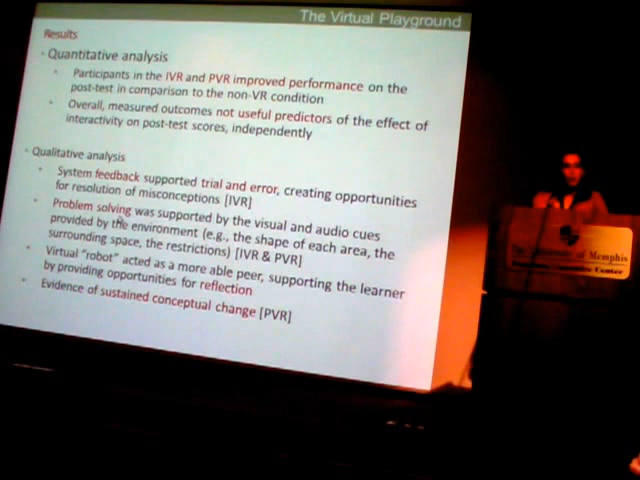 The Virtual Playground
Results
· Quantitative analysis
• Participants in the IVR and PVR improved performance on the
post-test in comparison to the non-VR condition
• Overall, measured outcomes not useful predictors of the effect of
interactivity on post-test scores, independently
· Qualitative analysis
• System feedback supported trial and error, creating opportunities
for resolution of misconceptions [IVR]
• Problem solving was supported by the visual and audio cues
provided by the environment (e.g., the shape of each area, the
surrounding space, the restrictions) [IVR & PVR]
• Virtual "robot" acted as a more able peer, supporting the learner
by providing opportunities for reflection
• Evidence of sustained conceptual change [PVR]
The University of Memphis
Center